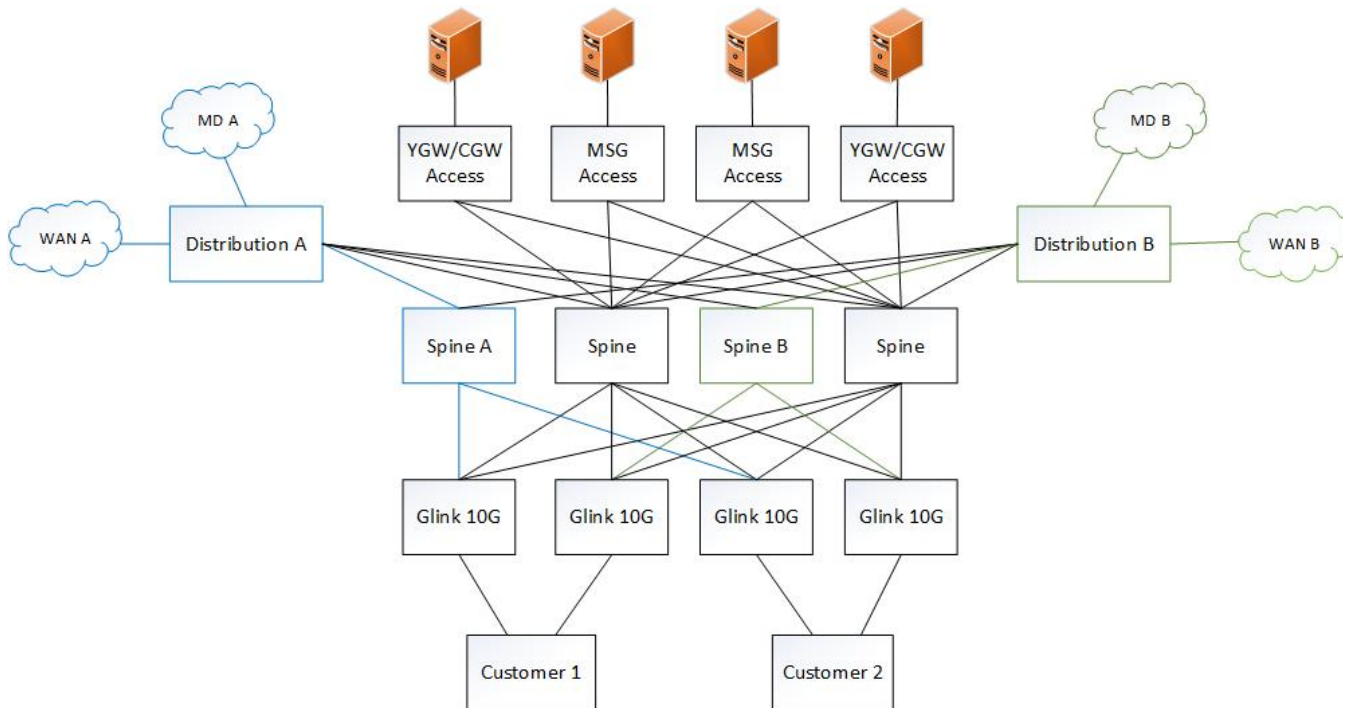 MD A
MD B
YGW/CGW
Access
MSG
Access
MSG
Access
YGW/CGW
Access
WAN A
Distribution A
Distribution B
WAN B
Spine A
Spine
Spine B
Spine
Glink 10G
Glink 10G
Glink 10G
Glink 10G
Customer 1
Customer 2